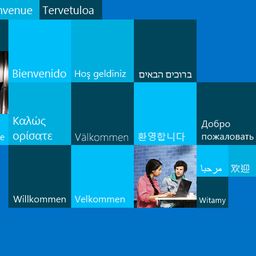 nvenue Tervetuloa
Bienvenido Hoş geldiniz ברוכים הבאים
Καλώς
ορίσατε
Välkommen 환영합니다
Добро
пожаловать
مرحبا 欢迎
Willkommen Velkommen Witamy